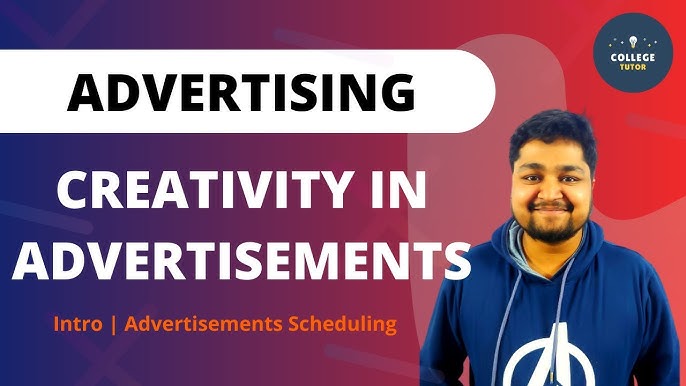 COLLEGE
TUTOR
ADVERTISING
CREATIVITY IN
ADVERTISEMENTS
Intro | Advertisements Scheduling